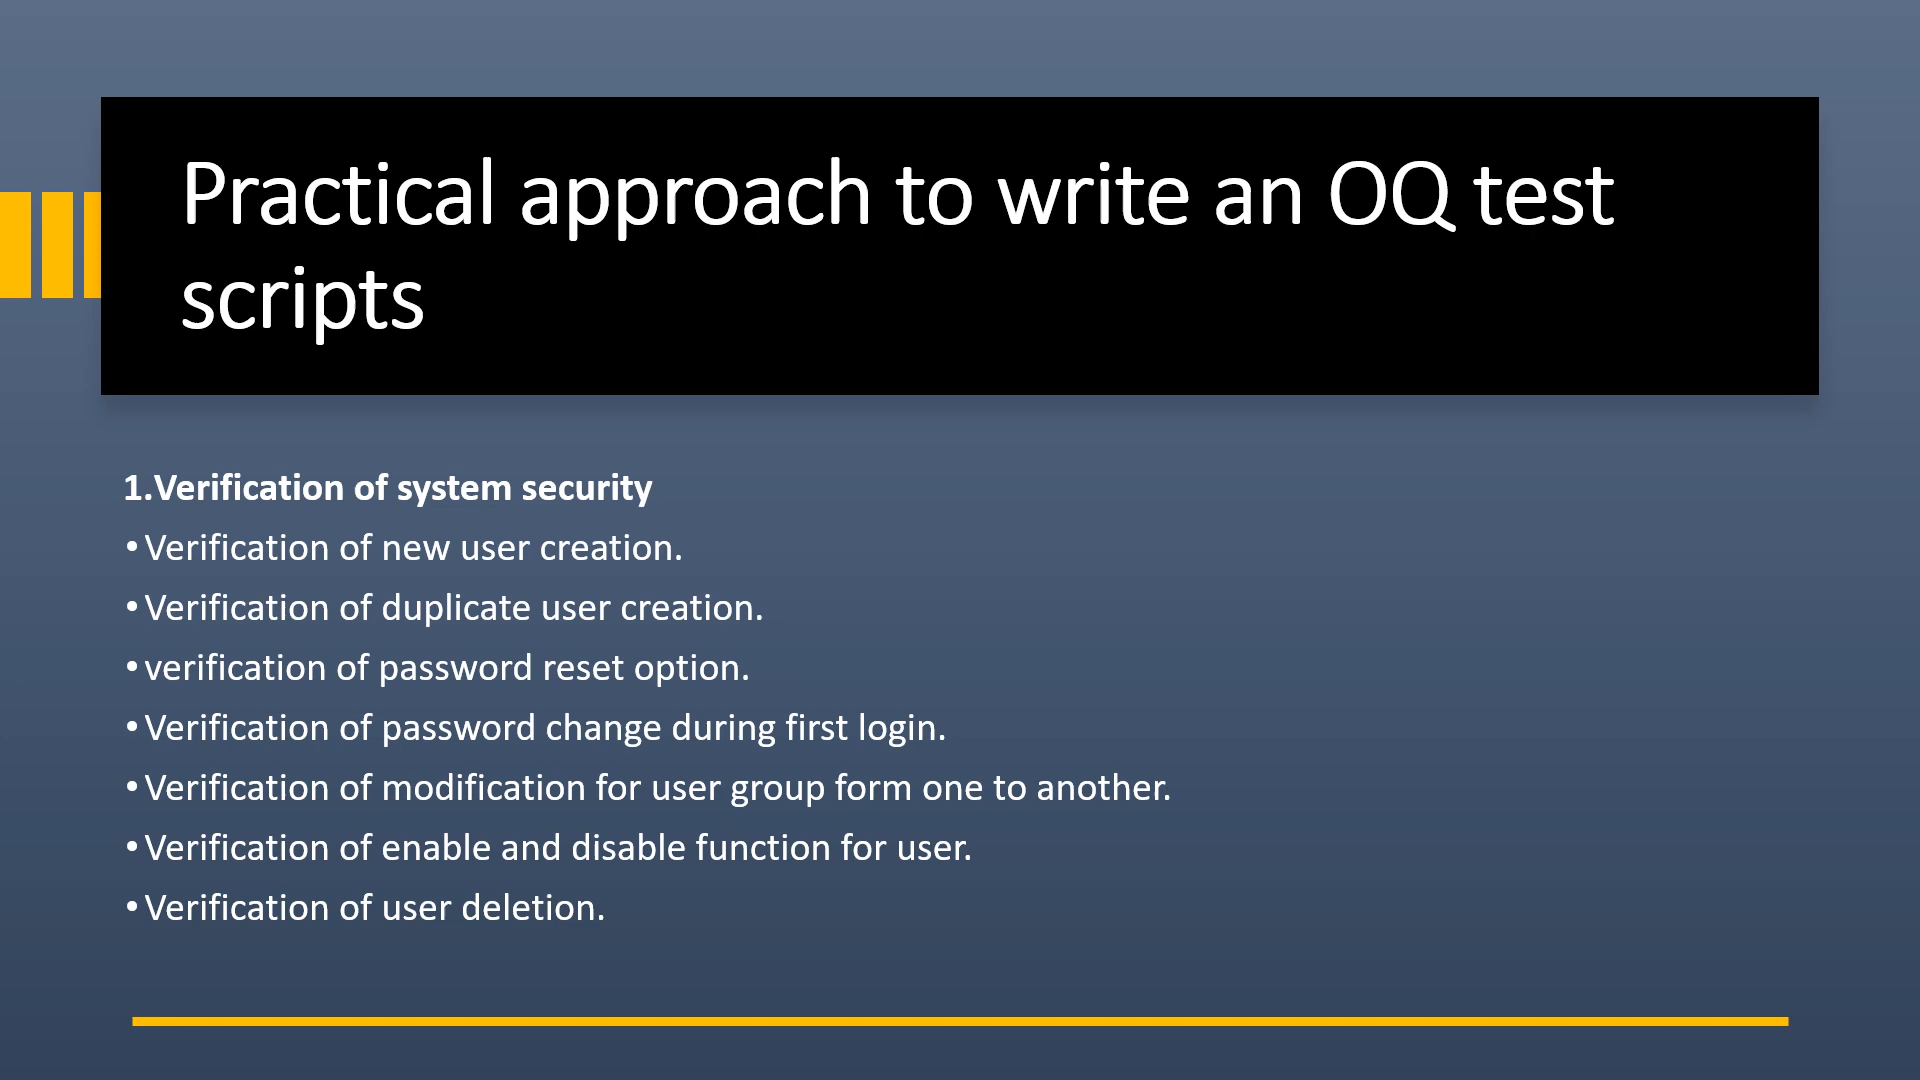 Practical approach to write an OQ test
scripts
1.Verification of system security
•Verification of new user creation.
•Verification of duplicate user creation.
•verification of password reset option.
•Verification of password change during first login.
•Verification of modification for user group form one to another.
•Verification of enable and disable function for user.
•Verification of user deletion.